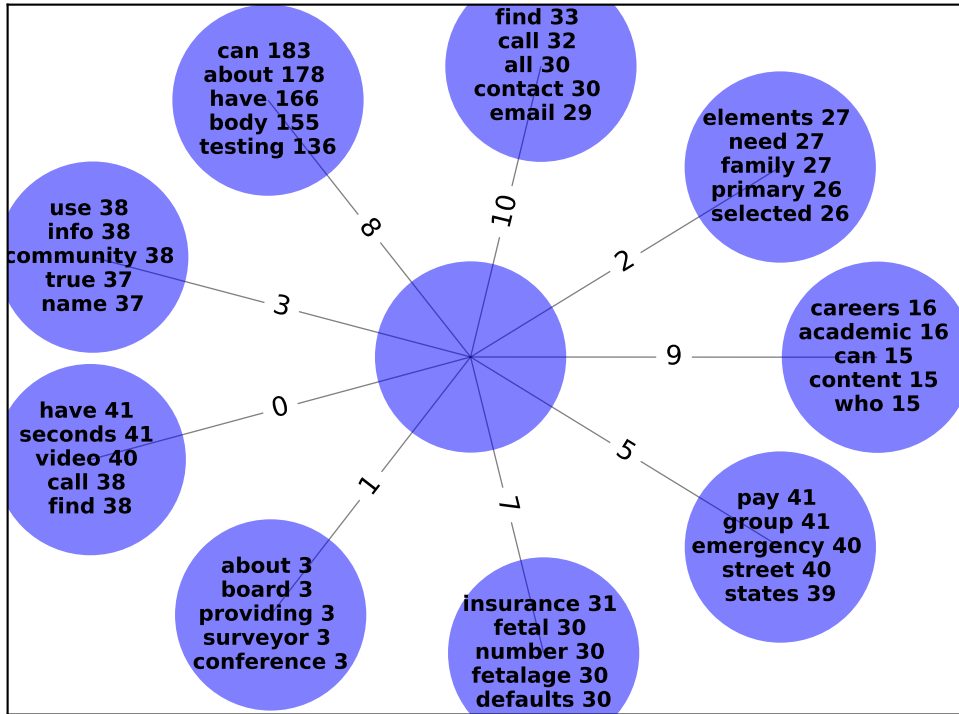 find 33
call 32
all 30
contact 30
email 29
can 183
about 178
have 166
body 155
testing 136
elements 27
need 27
family 27
primary 26
selected 26
use 38
info 38
community 38
true 37
name 37
10
8
2
3
careers 16
academic 16
can 15
content 15
who 15
9
have 41
seconds 41
video 40
call 38
find 38
0
5
1
7
pay 41
group 41
emergency 40
street 40
states 39
about 3
board 3
providing 3
surveyor 3
conference 3
insurance 31
fetal 30
number 30
fetalage 30
defaults 30